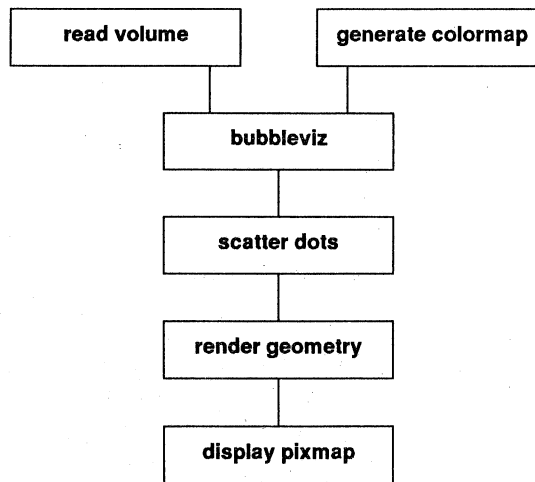 read volume
generate colormap
bubbleviz
scatter dots
render geometry
display pixmap